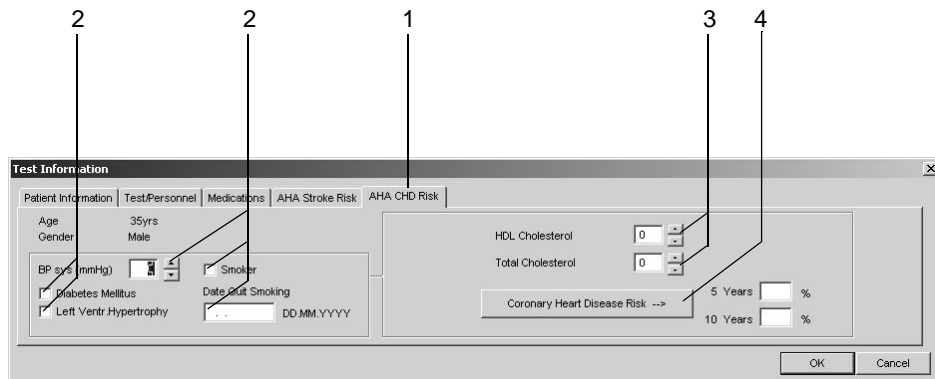 2 2 1 3 4
Test Information
Patient Information Test/Personnel Medications AHA Stroke Risk AHA CHD Risk
Age 35yrs
Gender Male
HDL Cholesterol 0
Total Cholesterol 0
BP sys (mmHg) Smoker
Diabetes Mellitus Date Quit Smoking
Left Ventr.Hypertrophy . . DD.MM.YYYY
Coronary Heart Disease Risk -->
5 Years %
10 Years %
OK Cancel